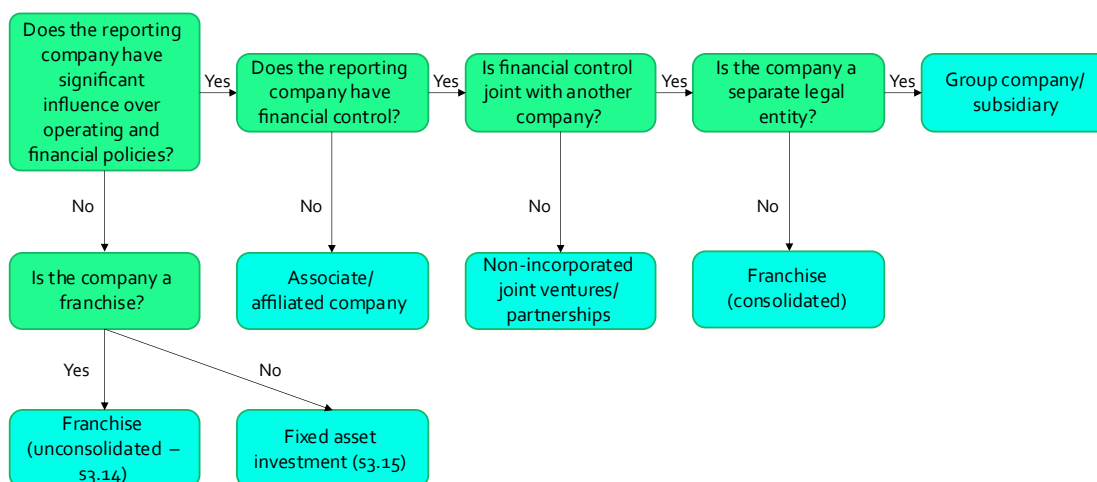 Does the reporting
company have
significant
influence over
operating and
financial policies?
Yes
Does the reporting
company have
financial control?
Yes
Is financial control
joint with another
company?
Yes
Is the company a
separate legal
entity?
Yes
Group company/
subsidiary
No
No
No
No
Is the company a
franchise?
Associate/
affiliated company
Non-incorporated
joint ventures/
partnerships
Franchise
(consolidated)
Yes
No
Franchise
(unconsolidated –
s3.14)
Fixed asset
investment (s3.15)